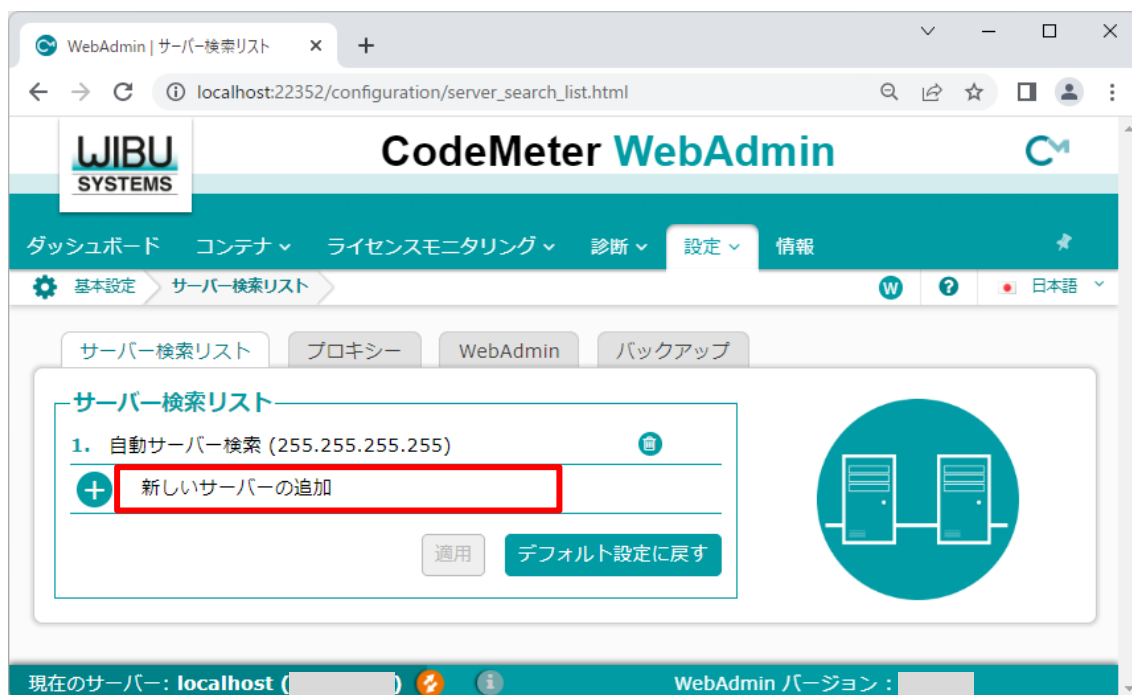 WebAdmin | サーバー検索リスト
localhost:22352/configuration/server_search_list.html
WIBU
SYSTEMS
CodeMeter WebAdmin
ダッシュボード コンテナ ライセンスモニタリング 診断 設定 情報
基本設定 サーバー検索リスト W ? 日本語
サーバー検索リスト プロキシー WebAdmin バックアップ
サーバー検索リスト
1. 自動サーバー検索 (255.255.255.255)
新しいサーバーの追加
適用 デフォルト設定に戻す
現在のサーバー: localhost ( ) WebAdmin バージョン :